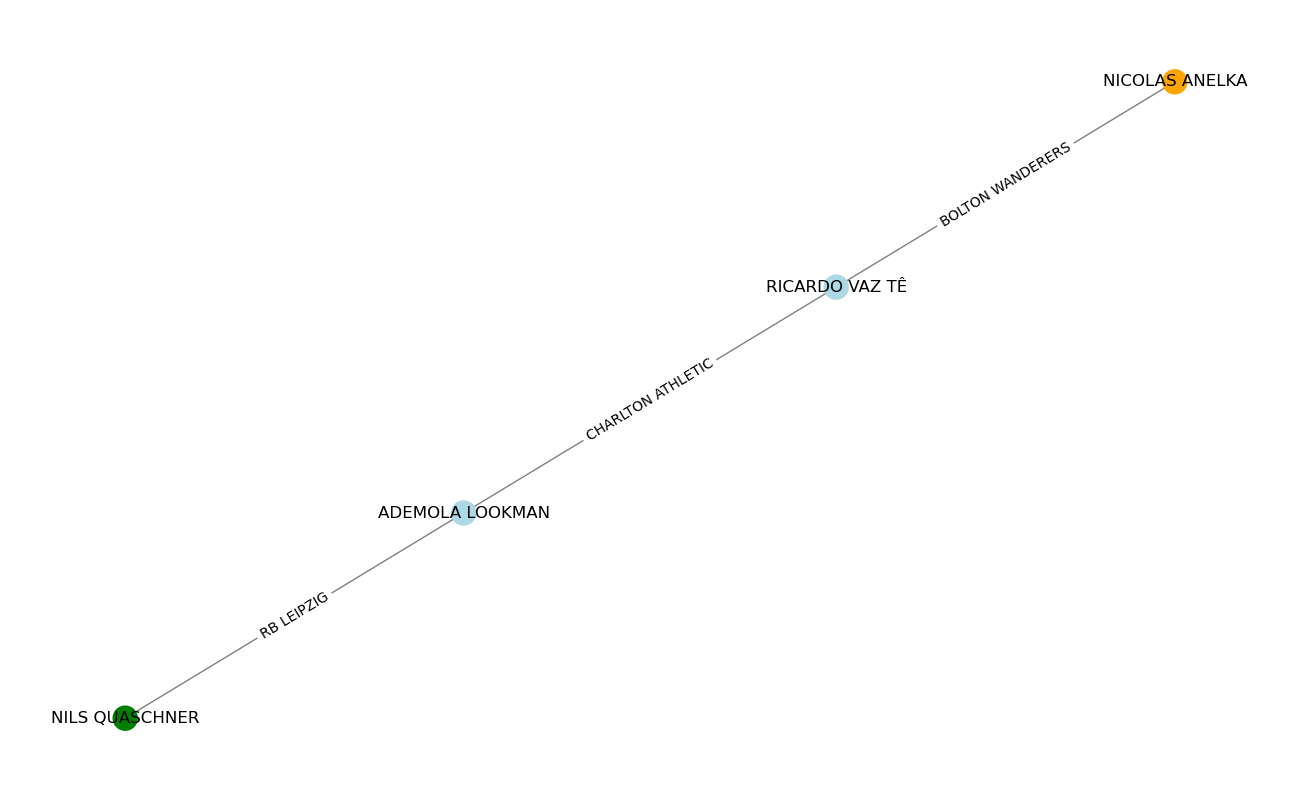 NICOLAS ANELKA
BOLTON WANDERERS
RICARDO VAZ TÊ
CHARLTON ATHLETIC
ADEMOLA LOOKMAN
RB LEIPZIG
NILS QUASCHNER